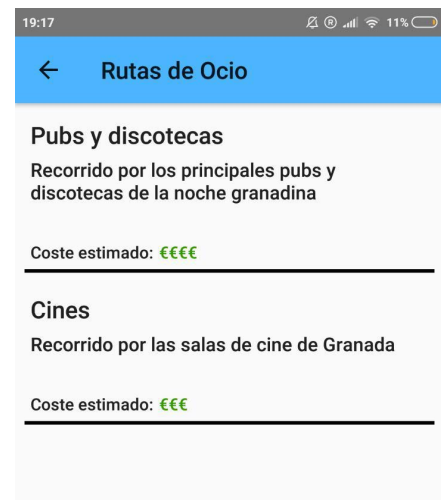 19:17
® 11%
Rutas de Ocio
Pubs y discotecas
Recorrido por los principales pubs y
discotecas de la noche granadina
Coste estimado: €€€€
Cines
Recorrido por las salas de cine de Granada
Coste estimado: €€€